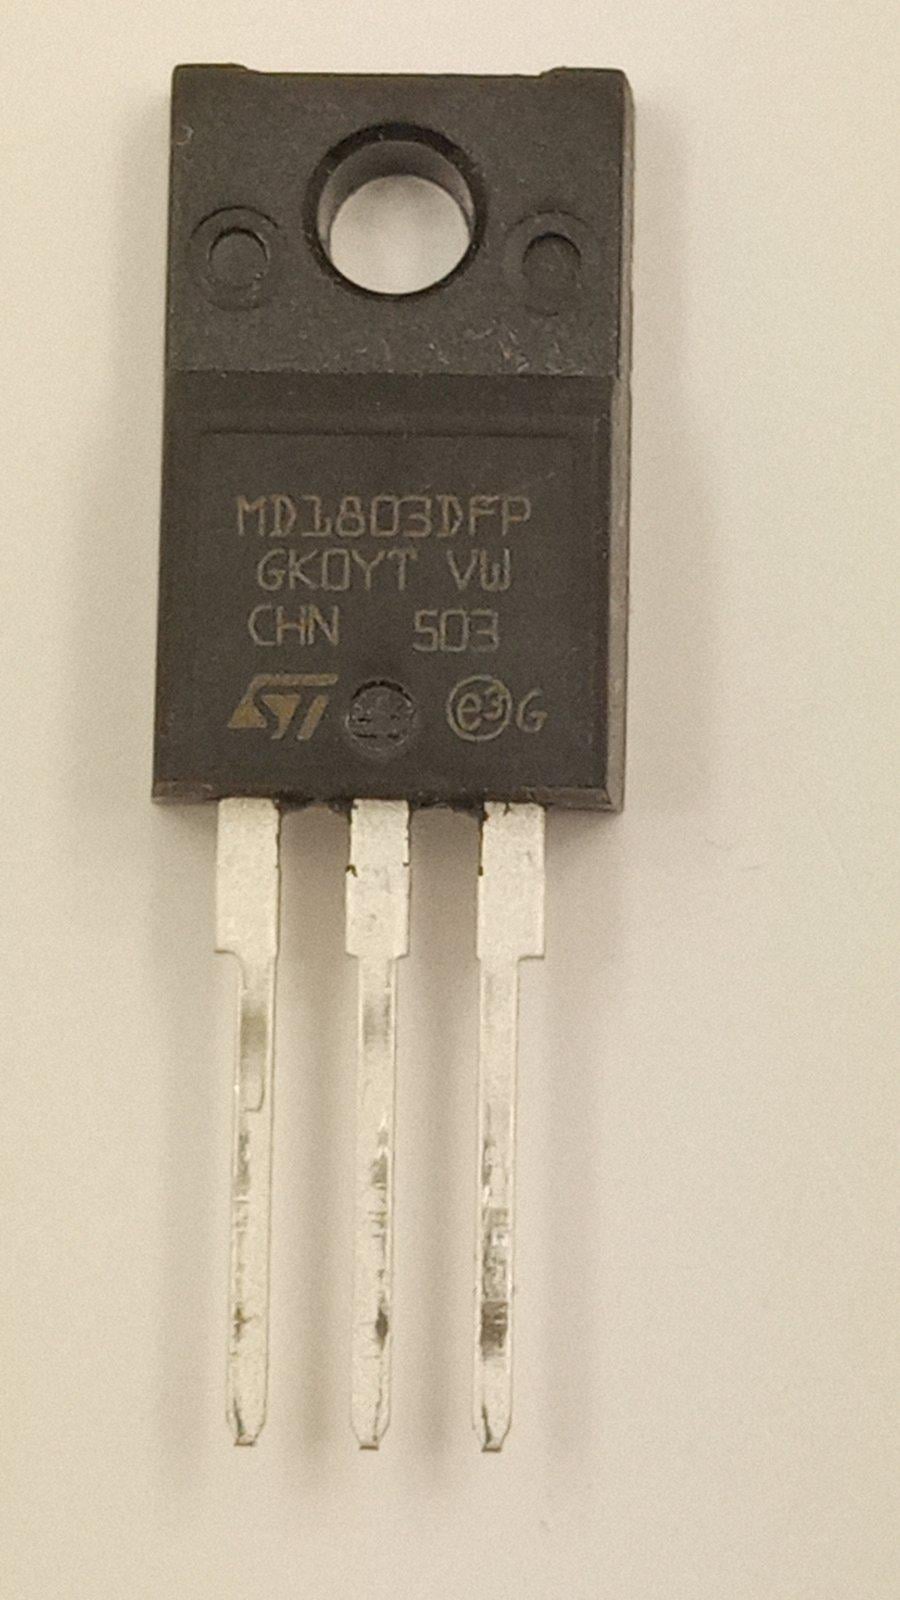 MD1803DFP
GK0YT VW
CHN 503
ST e3 G